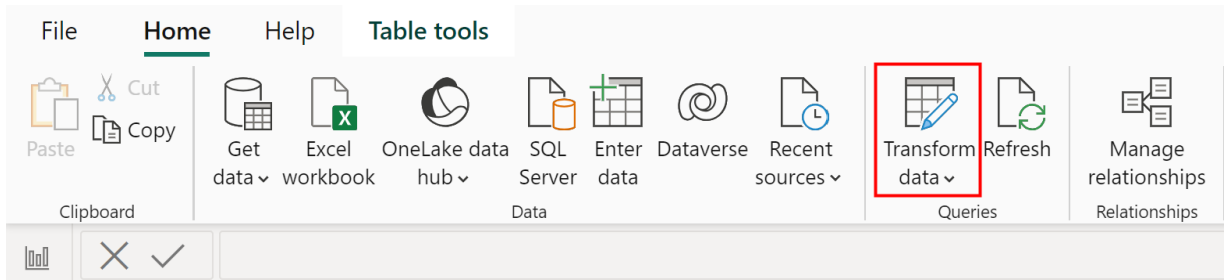 File Home Help Table tools
Paste
Cut
Copy
Clipboard
Get
data
Excel
workbook
OneLake data
hub
SQL
Server
Enter
data
Dataverse
Recent
sources
Data
Transform
data
Refresh
Queries
Manage
relationships
Relationships